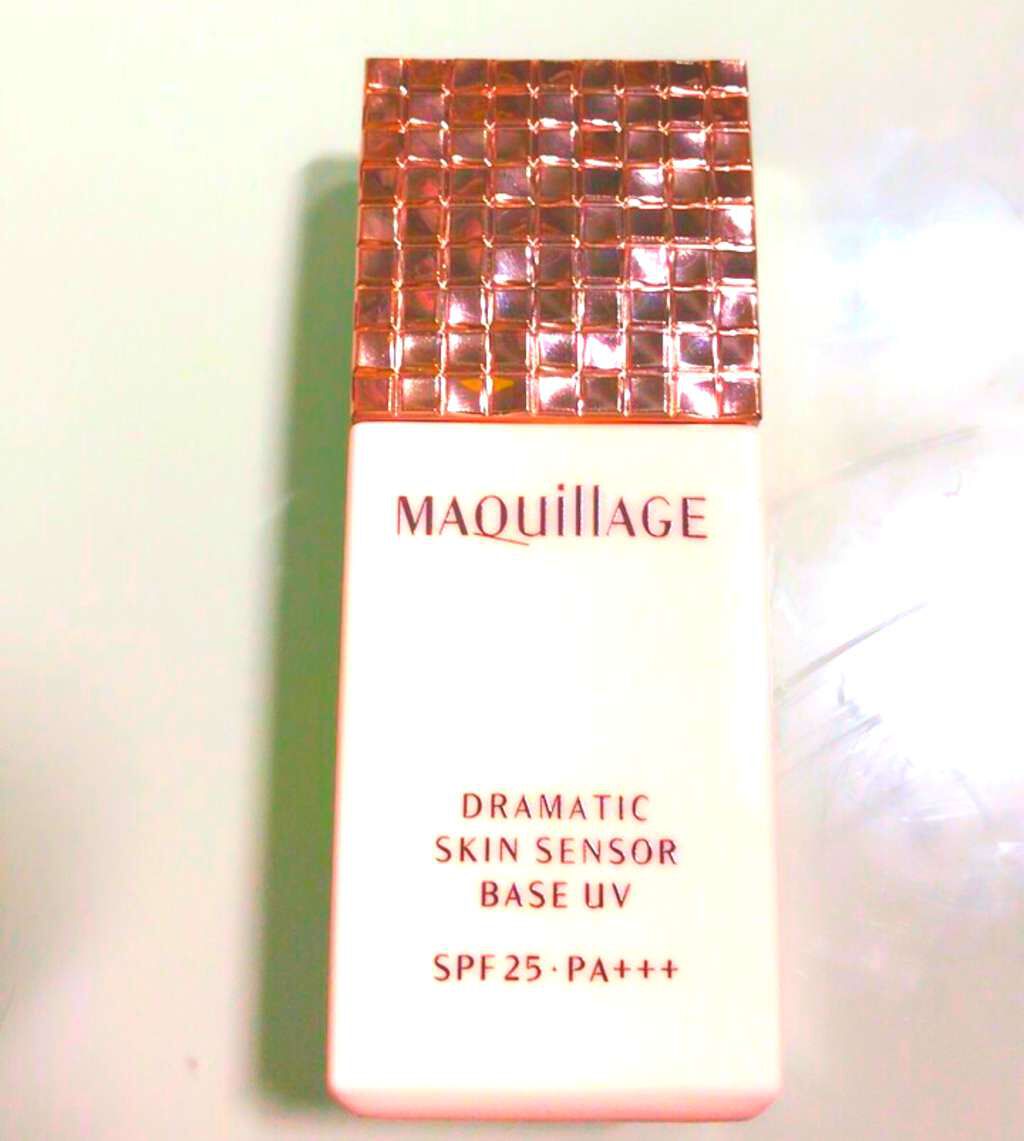 MAQuillAGE
DRAMATIC
SKIN SENSOR
BASE UV
SPF25·PA+++